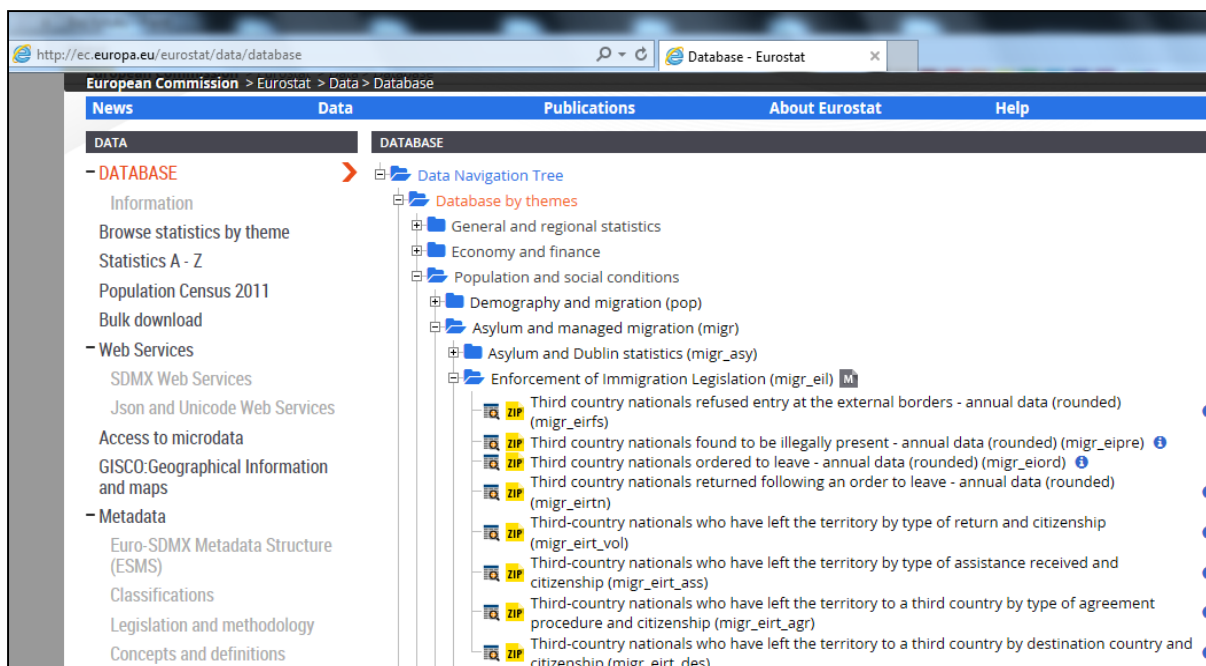 http://ec.europa.eu/eurostat/data/database
Database - Eurostat
European Commission > Eurostat > Data > Database
News Data Publications About Eurostat Help
DATA
DATABASE
Information
Browse statistics by theme
Statistics A - Z
Population Census 2011
Bulk download
Web Services
SDMX Web Services
Json and Unicode Web Services
Access to microdata
GISCO:Geographical Information
and maps
Metadata
Euro-SDMX Metadata Structure
(ESMS)
Classifications
Legislation and methodology
Concepts and definitions
DATABASE
Data Navigation Tree
Database by themes
General and regional statistics
Economy and finance
Population and social conditions
Demography and migration (pop)
Asylum and managed migration (migr)
Asylum and Dublin statistics (migr_asy)
Enforcement of Immigration Legislation (migr_eil) M
ZIP Third country nationals refused entry at the external borders - annual data (rounded)
(migr_eirfs)
ZIP Third country nationals found to be illegally present - annual data (rounded) (migr_eipre)
ZIP Third country nationals ordered to leave - annual data (rounded) (migr_eiord)
ZIP Third country nationals returned following an order to leave - annual data (rounded)
(migr_eirtn)
ZIP Third-country nationals who have left the territory by type of return and citizenship
(migr_eirt_vol)
ZIP Third-country nationals who have left the territory by type of assistance received and
citizenship (migr_eirt_ass)
ZIP Third-country nationals who have left the territory to a third country by type of agreement
procedure and citizenship (migr_eirt_agr)
ZIP Third-country nationals who have left the territory to a third country by destination country and
citizenship (migr_eirt_des)